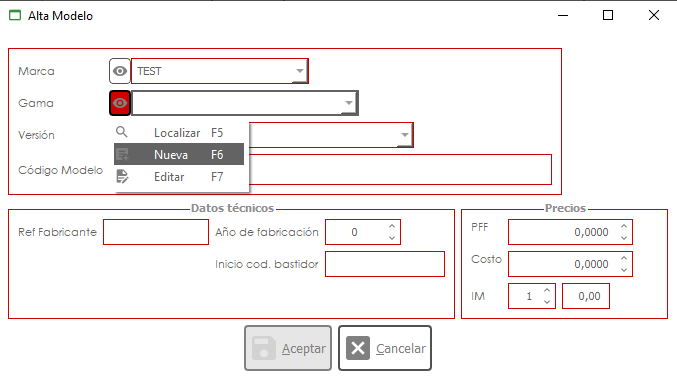 Alta Modelo
Marca TEST
Gama
Versión
Localizar F5
Nueva F6
Editar F7
Código Modelo
Datos técnicos
Ref Fabricante Año de fabricación 0
Inicio cod. bastidor
Precios
PFF 0,0000
Costo 0,0000
IM 1 0,00
Aceptar Cancelar